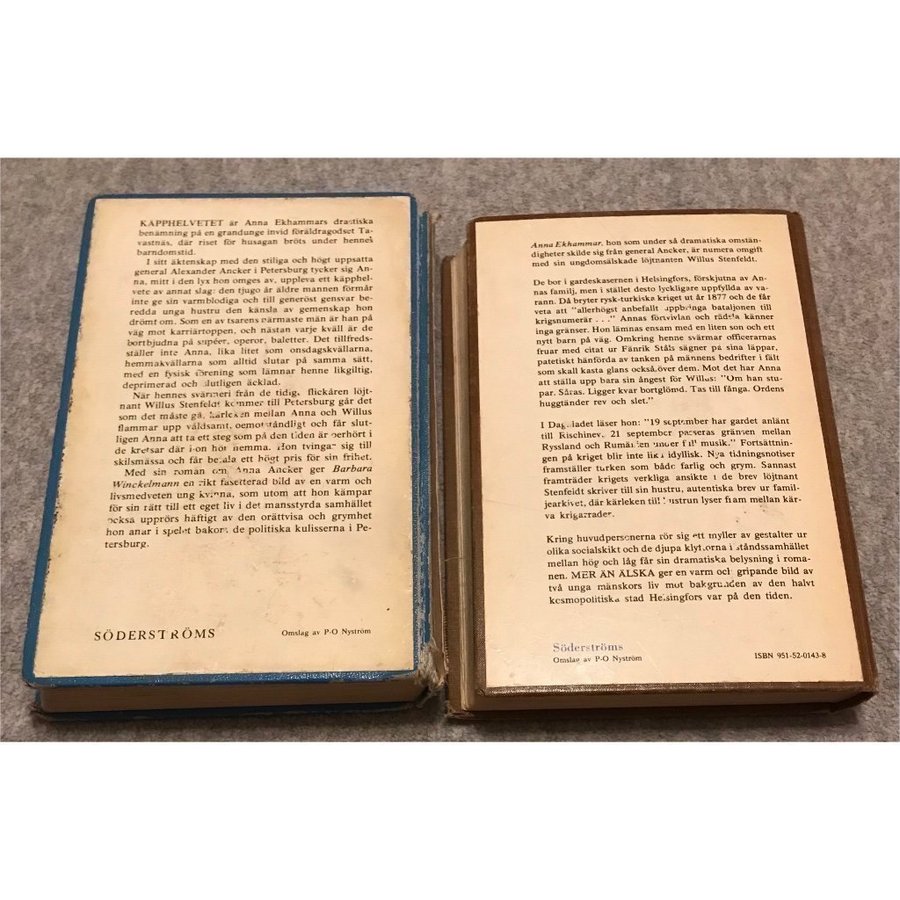 KÄPPHELVETET är Anna Ekhammars drastiska
benämning på en grandunge invid föräldragodset Ta-
vastnäs, där riset för husagan bröts under hennes
barndomstid.
I sitt äktenskap med den stiliga och högt uppsatta
general Alexander Ancker i Petersburg tycker sig An-
na, mitt i den lyx hon omges av, uppleva ett käpphel-
vete av annat slag: den tjugo år äldre mannen förmår
inte ge sin varmblodiga och till generöst gensvar be-
redda unga hustru den känsla av gemenskap hon
drömt om. Som en av tsarens närmaste män är han på
väg mot karriärtoppen, och nästan varje kväll är de
bortbjudna på supéer, operor, baletter. Det tillfreds-
ställer inte Anna, lika litet som onsdagskvällarna,
hemmakvällarna som alltid slutar på samma sätt,
med en fysisk förening som lämnar henne likgiltig,
deprimerad och slutligen äcklad.
När hennes svärmeri från de tidiga flickåren löjt-
nant Willus Stenfeldt kommer till Petersburg går det
som det måste gå, kärleken mellan Anna och Willus
flammar upp våldsamt, oemotståndligt och får slut-
ligen Anna att ta ett steg som på den tiden är oerhört i
de kretsar där hon hör hemma. Hon tvingar sig till
skilsmässa och får betala ett högt pris för sin frihet.
Med sin roman om Anna Ancker ger Barbara
Winckelmann en rikt fasetterad bild av en varm och
livsmedveten ung kvinna, som utom att hon kämpar
för sin rätt till ett eget liv i det mansstyrda samhället
också upprörs häftigt av den orättvisa och grymhet
hon anar i spelet bakom de politiska kulisserna i Pe-
tersburg.
SÖDERSTRÖMS
Omslag av P-O Nyström
Anna Ekhammar, hon som under så dramatiska omstän-
digheter skilde sig från general Ancker, är numera omgift
med sin ungdomsälskade löjtnanten Willus Stenfeldt.
De bor i gardeskasernen i Helsingfors, förskjutna av An-
nas familj, men i stället desto lyckligare uppfyllda av va-
rann. Då bryter rysk-turkiska kriget ut år 1877 och de får
veta att "allerhögst anbefallt uppbringa bataljonen till
krigsnumerär . . ." Annas förtvivlan och rädsla känner
inga gränser. Hon lämnas ensam med en liten son och ett
nytt barn på väg. Omkring henne svärmar officerarnas
fruar med citat ur Fänrik Ståls sägner på sina läppar,
patetiskt hänförda av tanken på männens bedrifter i fält
som skall kasta glans också över dem. Mot det har Anna
att ställa upp bara sin ångest för Willus: "Om han stu-
par. Såras. Ligger kvar bortglömd. Tas till fånga. Ordens
huggtänder rev och slet."
I Dagbladet läser hon: "19 september har gardet anlänt
till Kischinev, 21 september passeras gränsen mellan
Ryssland och Rumänien under full musik." Fortsättnin-
gen på kriget blir inte lika idyllisk. Nya tidningsnotiser
framställer turken som både farlig och grym. Sannast
framträder krigets verkliga ansikte i de brev löjtnant
Stenfeldt skriver till sin hustru, autentiska brev ur famil-
jearkivet, där kärleken till hustrun lyser fram mellan kär-
va krigarrader.
Kring huvudpersonerna rör sig ett myller av gestalter ur
olika socialskikt och de djupa klyftorna i ståndssamhället
mellan hög och låg får sin dramatiska belysning i roma-
nen. MER ÄN ÄLSKA ger en varm och gripande bild av
två unga mänskors liv mot bakgrunden av den halvt
kosmopolitiska stad Helsingfors var på den tiden.
Söderströms
Omslag av P-O Nyström
ISBN 951-52-0143-8